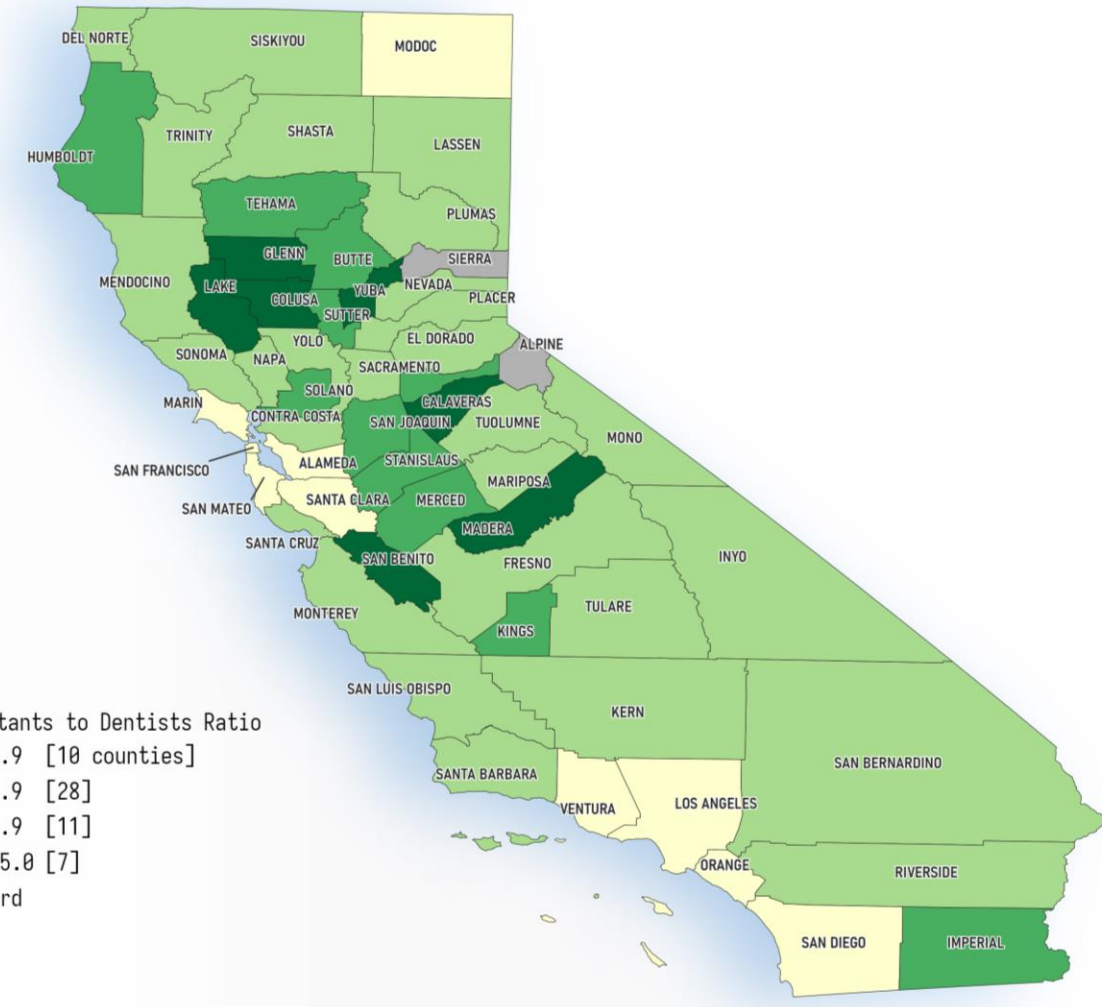 DEL NORTE
SISKIYOU
MODOC
TRINITY
SHASTA
LASSEN
HUMBOLDT
TEHAMA
PLUMAS
GLENN
BUTTE
SIERRA
MENDOCINO
LAKE
COLUSA
YUBA
NEVADA
SUTTER
PLACER
YOLO
EL DORADO
ALPINE
SONOMA
NAPA
SACRAMENTO
SOLANO
CALAVERAS
MARIN
CONTRA COSTA
SAN JOAQUIN
TUOLUMNE
MONO
SAN FRANCISCO
ALAMEDA
STANISLAUS
MARIPOSA
SAN MATEO
SANTA CLARA
MERCED
MADERA
SANTA CRUZ
SAN BENITO
FRESNO
INYO
MONTEREY
TULARE
KINGS
SAN LUIS OBISPO
KERN
tants to Dentists Ratio
.9 [10 counties]
.9 [28]
.9 [11]
5.0 [7]
rd
SANTA BARBARA
SAN BERNARDINO
VENTURA
LOS ANGELES
ORANGE
RIVERSIDE
SAN DIEGO
IMPERIAL